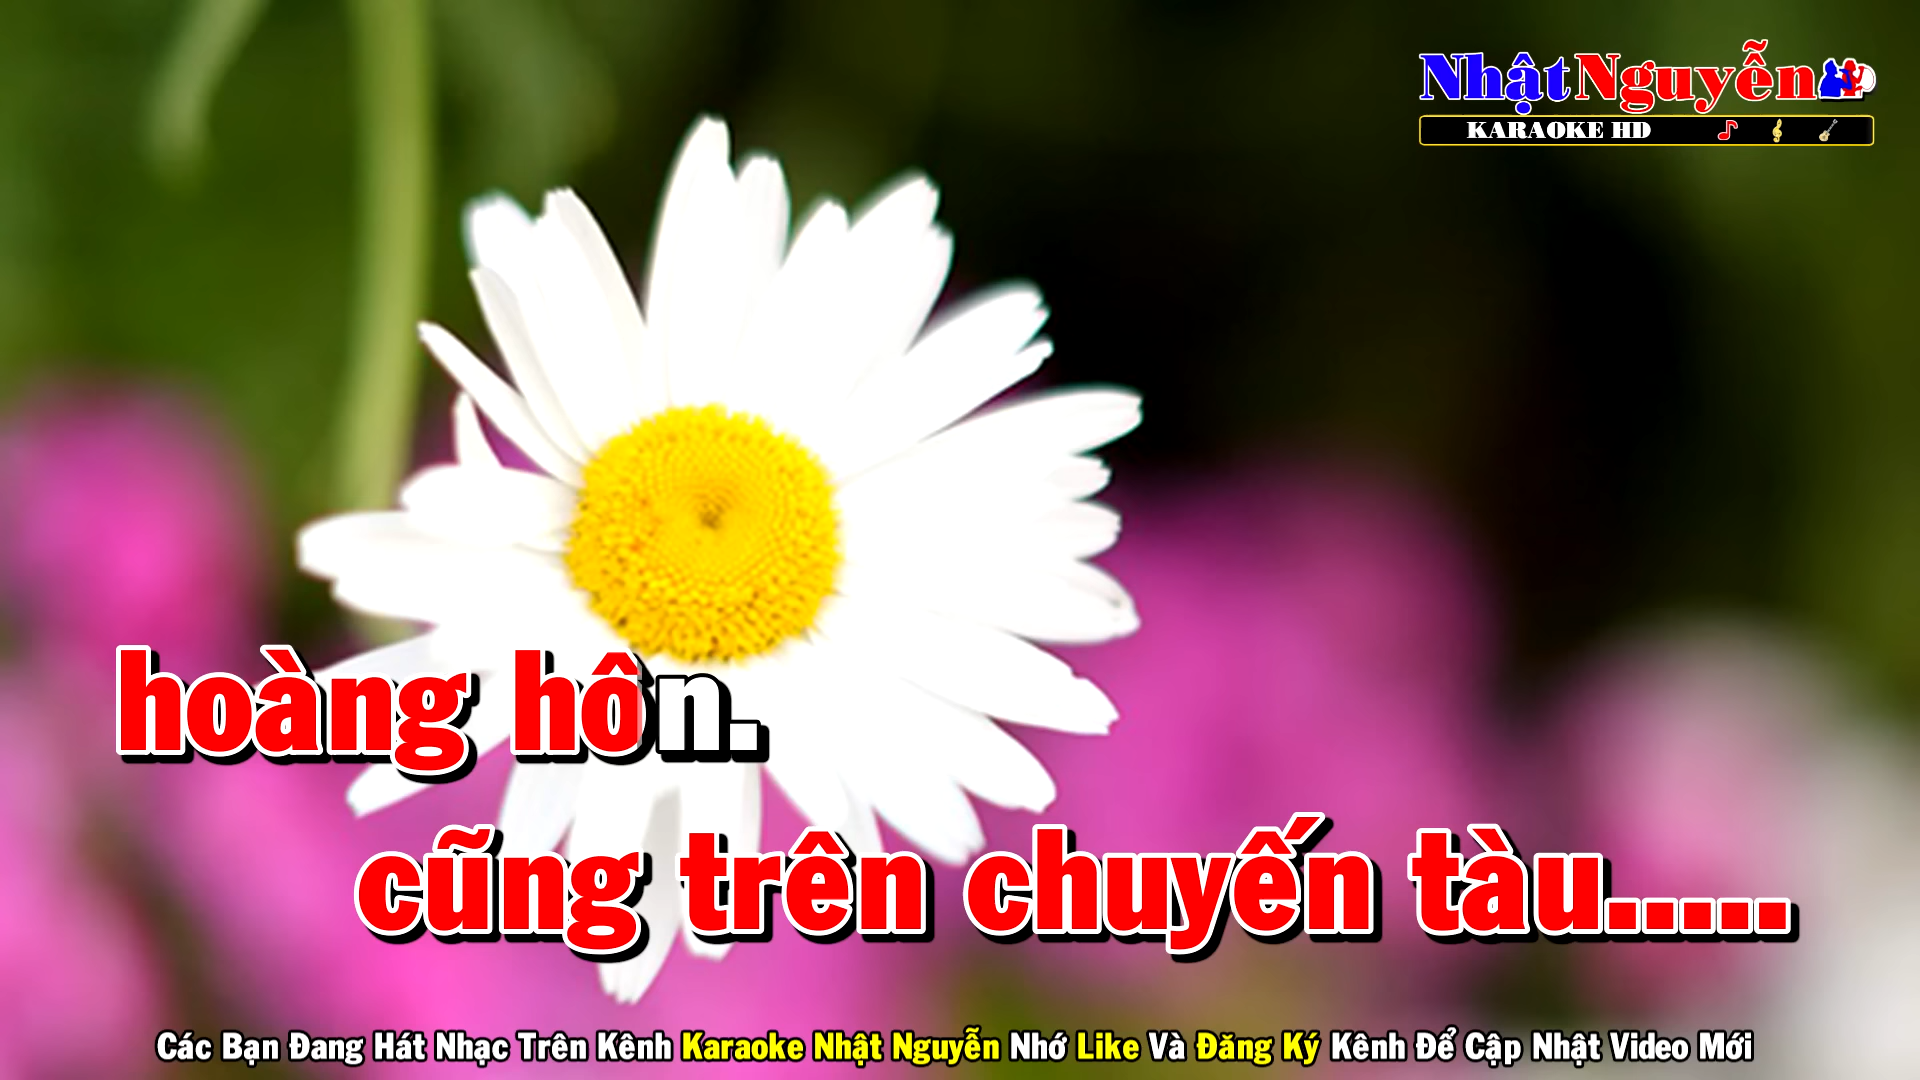 Nhật Nguyễn
KARAOKE HD
hoàng hôn.
cũng trên chuyến tàu.....
Các Bạn Đang Hát Nhạc Trên Kênh Karaoke Nhật Nguyễn Nhớ Like Và Đăng Ký Kênh Để Cập Nhật Video Mới